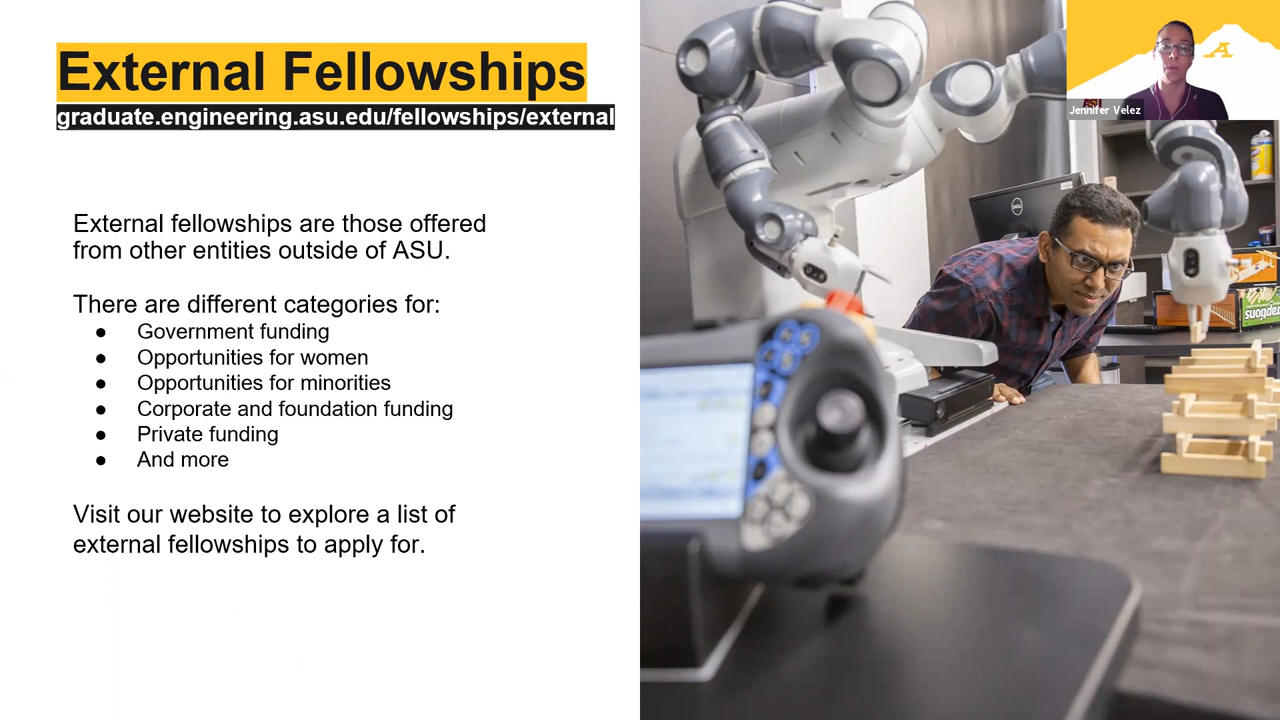 External Fellowships
graduate.engineering.asu.edu/fellowships/external
External fellowships are those offered
from other entities outside of ASU.
There are different categories for:
● Government funding
● Opportunities for women
● Opportunities for minorities
● Corporate and foundation funding
● Private funding
● And more
Visit our website to explore a list of
external fellowships to apply for.
A
ASU
Jennifer Velez
DELL